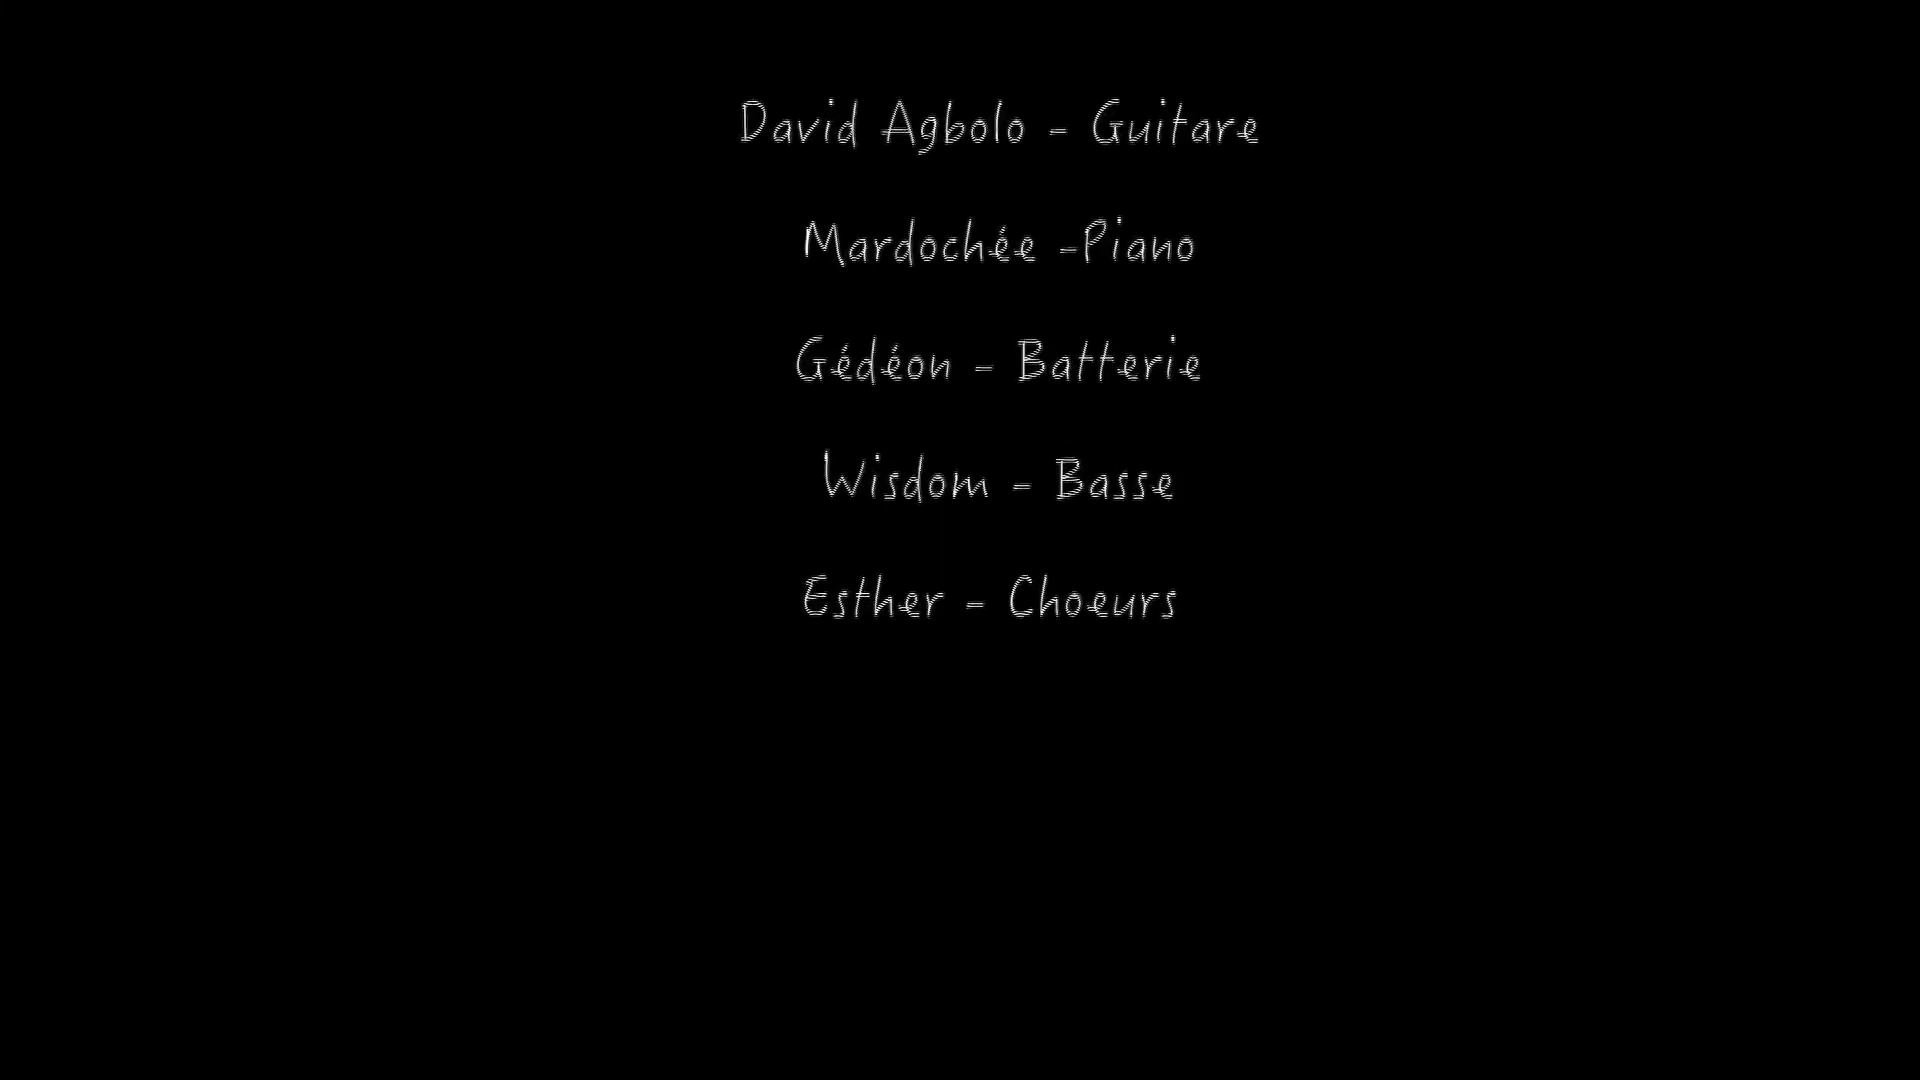 David Agbolo - Guitare
Mardochée -Piano
Gédéon - Batterie
Wisdom - Basse
Esther - Choeurs